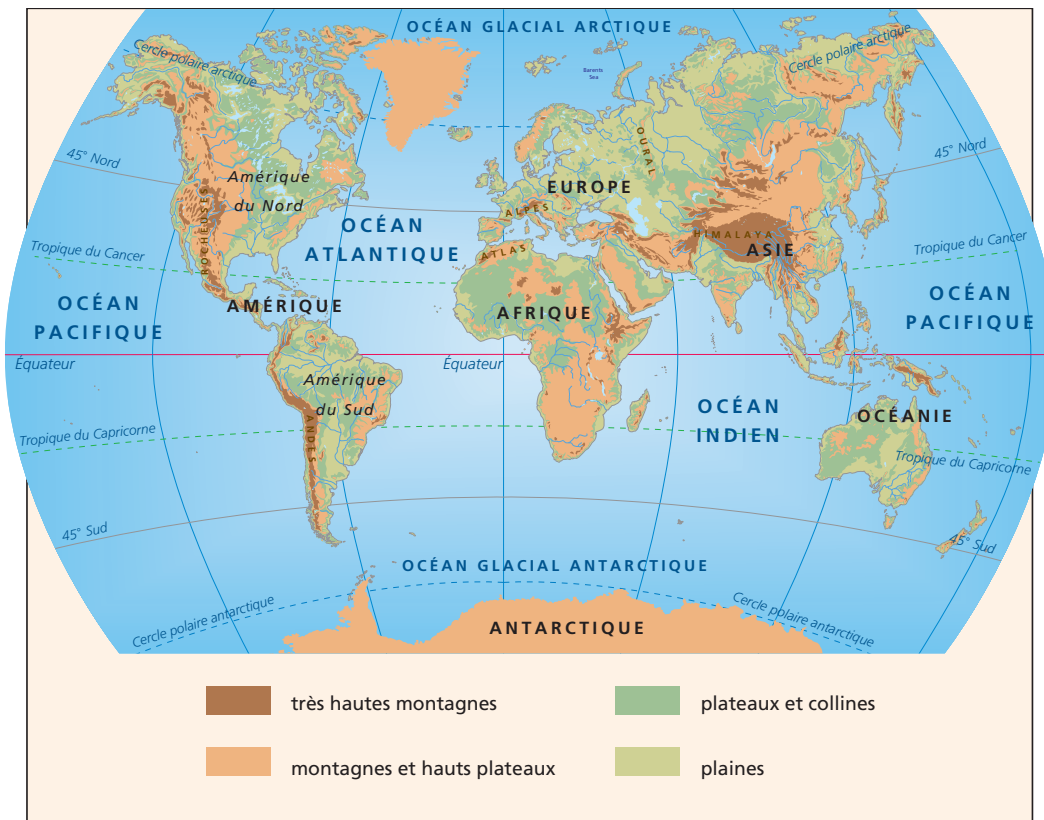 OCÉAN GLACIAL ARCTIQUE
Cercle polaire arctique
Cercle polaire arctique
Barents
Sea
45° Nord
45° Nord
OURAL
Amérique
du Nord
EUROPE
ROCHEUSES
ALPES
OCÉAN
ATLANTIQUE
HIMALAYA
ASIE
ATLAS
Tropique du Cancer
Tropique du Cancer
OCÉAN
PACIFIQUE
AMÉRIQUE
AFRIQUE
OCÉAN
PACIFIQUE
Équateur
Équateur
Amérique
du Sud
ANDES
OCÉAN
INDIEN
OCÉANIE
Tropique du Capricorne
Tropique du Capricorne
45° Sud
45° Sud
OCÉAN GLACIAL ANTARCTIQUE
Cercle polaire antarctique
Cercle polaire antarctique
ANTARCTIQUE
très hautes montagnes
plateaux et collines
montagnes et hauts plateaux
plaines